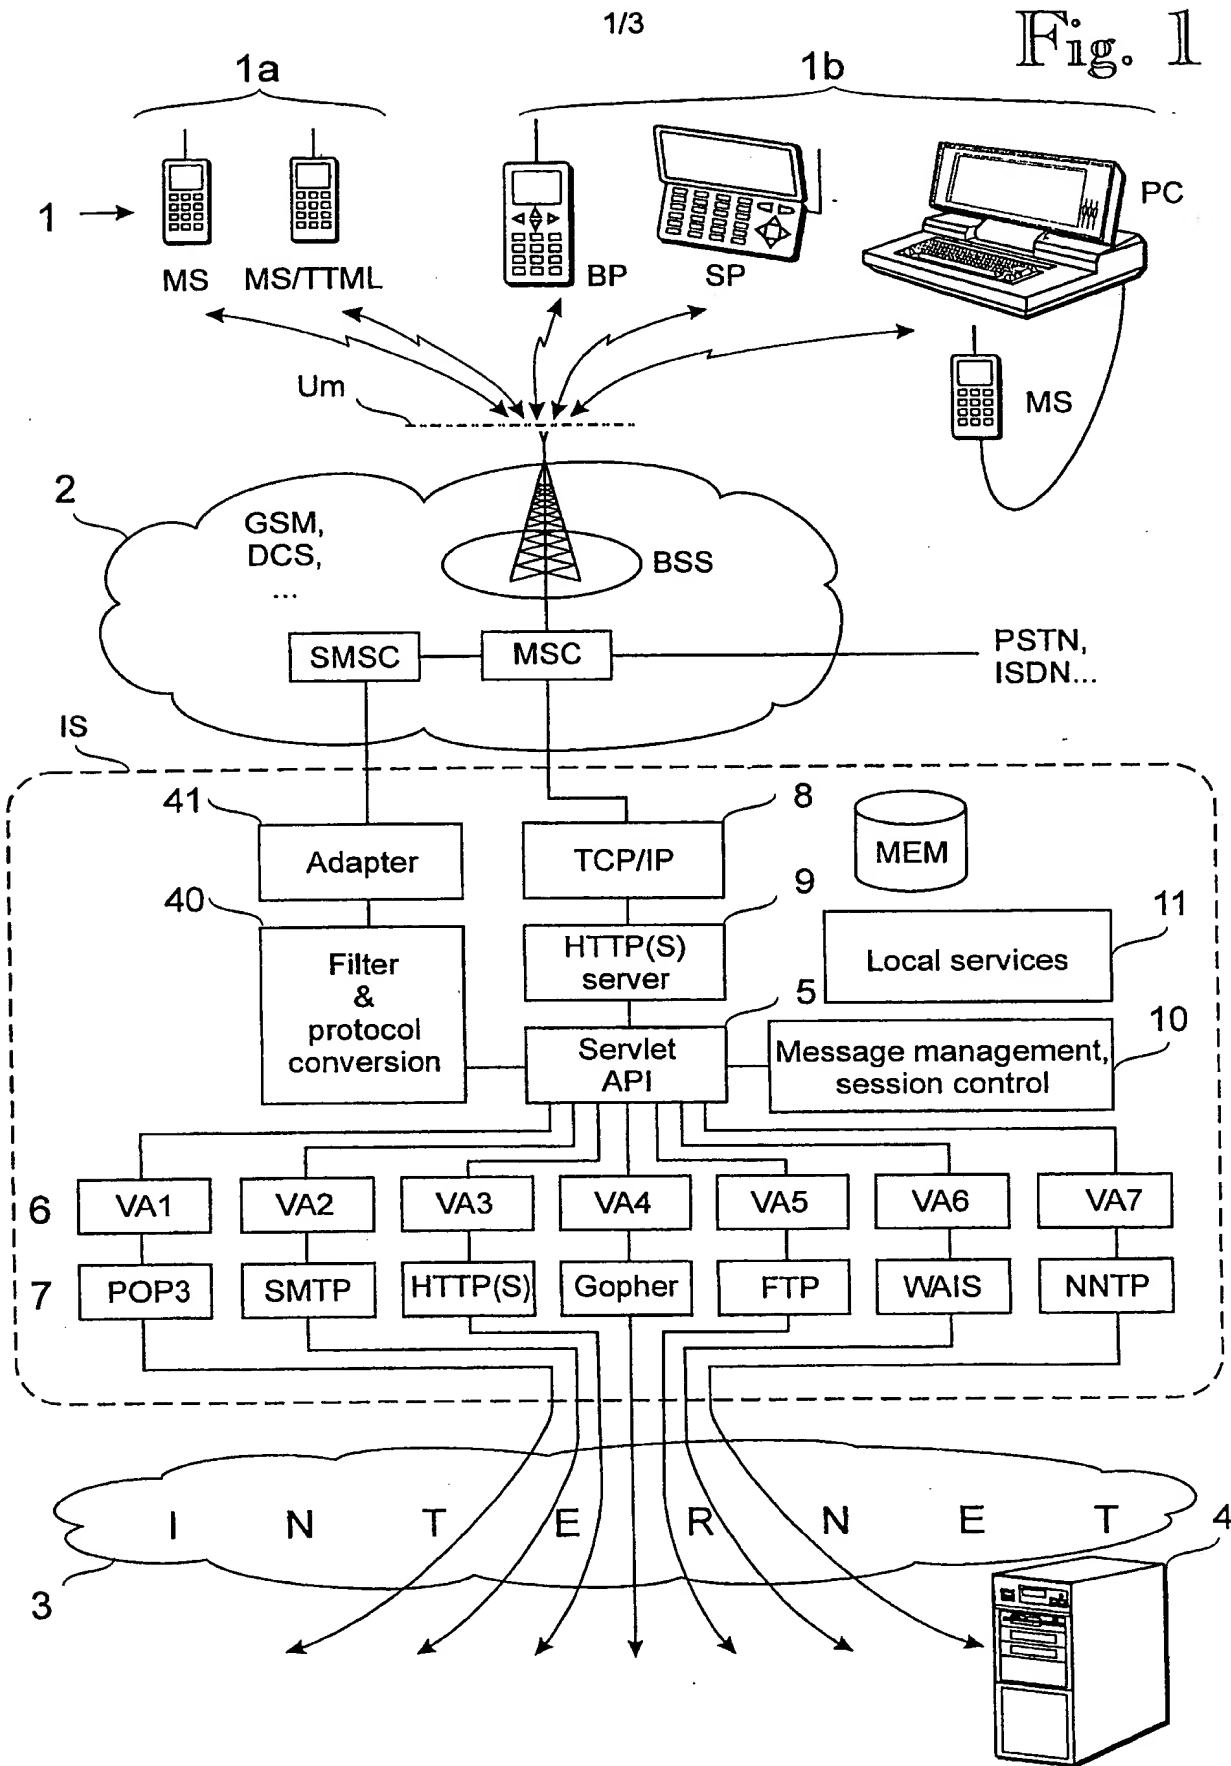 1/3
Fig. 1
1a
1b
1
MS
MS/TTML
BP
SP
PC
MS
Um
2
GSM,
DCS,
...
BSS
SMSC
MSC
PSTN,
ISDN...
IS
41
Adapter
8
TCP/IP
MEM
40
Filter
&
protocol
conversion
9
HTTP(S)
server
11
Local services
5
Servlet
API
10
Message management,
session control
6
VA1
VA2
VA3
VA4
VA5
VA6
VA7
7
POP3
SMTP
HTTP(S)
Gopher
FTP
WAIS
NNTP
INTERNET
3
4